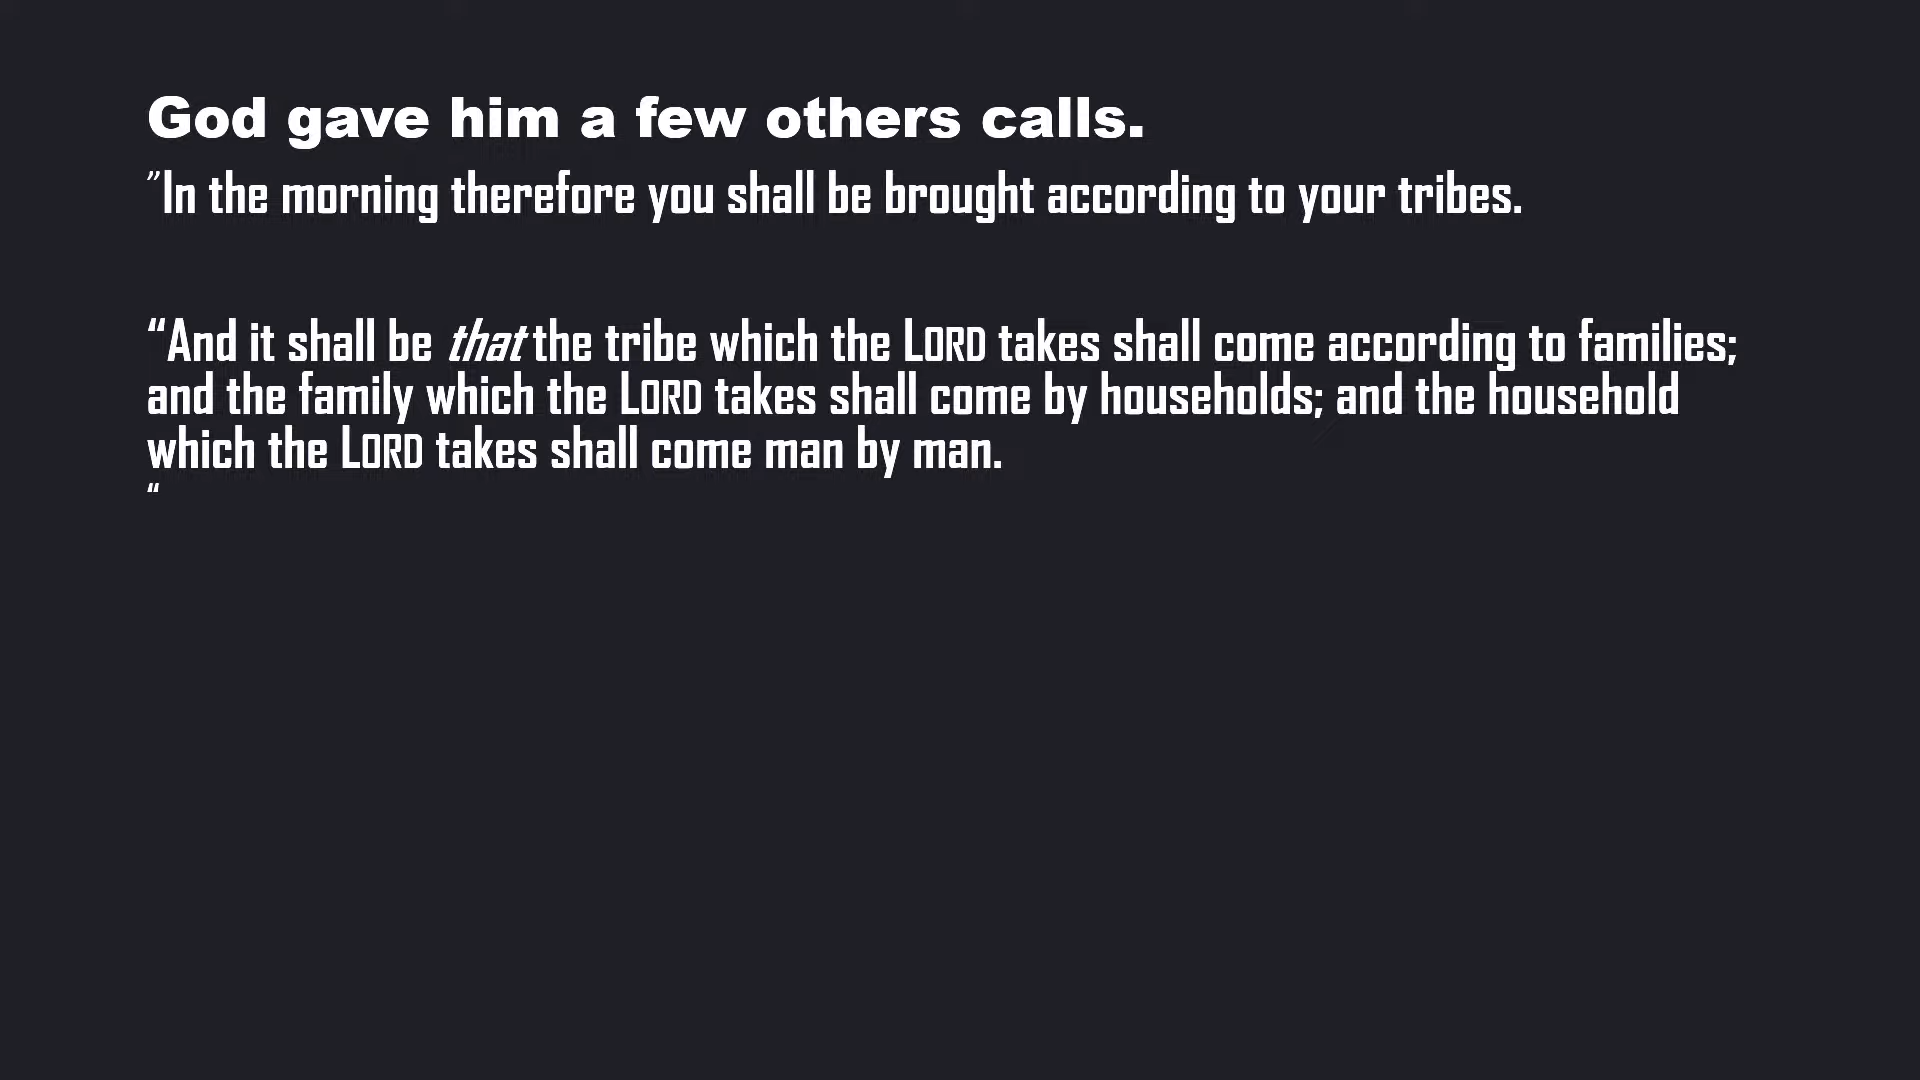 God gave him a few others calls.
”In the morning therefore you shall be brought according to your tribes.
“And it shall be that the tribe which the LORD takes shall come according to families;
and the family which the LORD takes shall come by households; and the household
which the LORD takes shall come man by man.
“